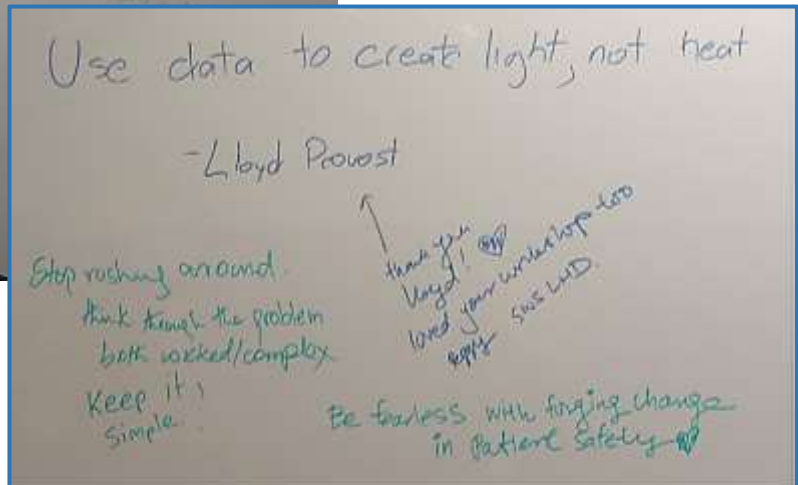 Use data to create light, not heat
-Lloyd Provost
thank you
Lloyd!
loved your workshop too
SWS LHD.
Stop rushing around.
think through the problem
both wicked/complex
Keep it
Simple.
Be fearless with forging change
in Patient Safety